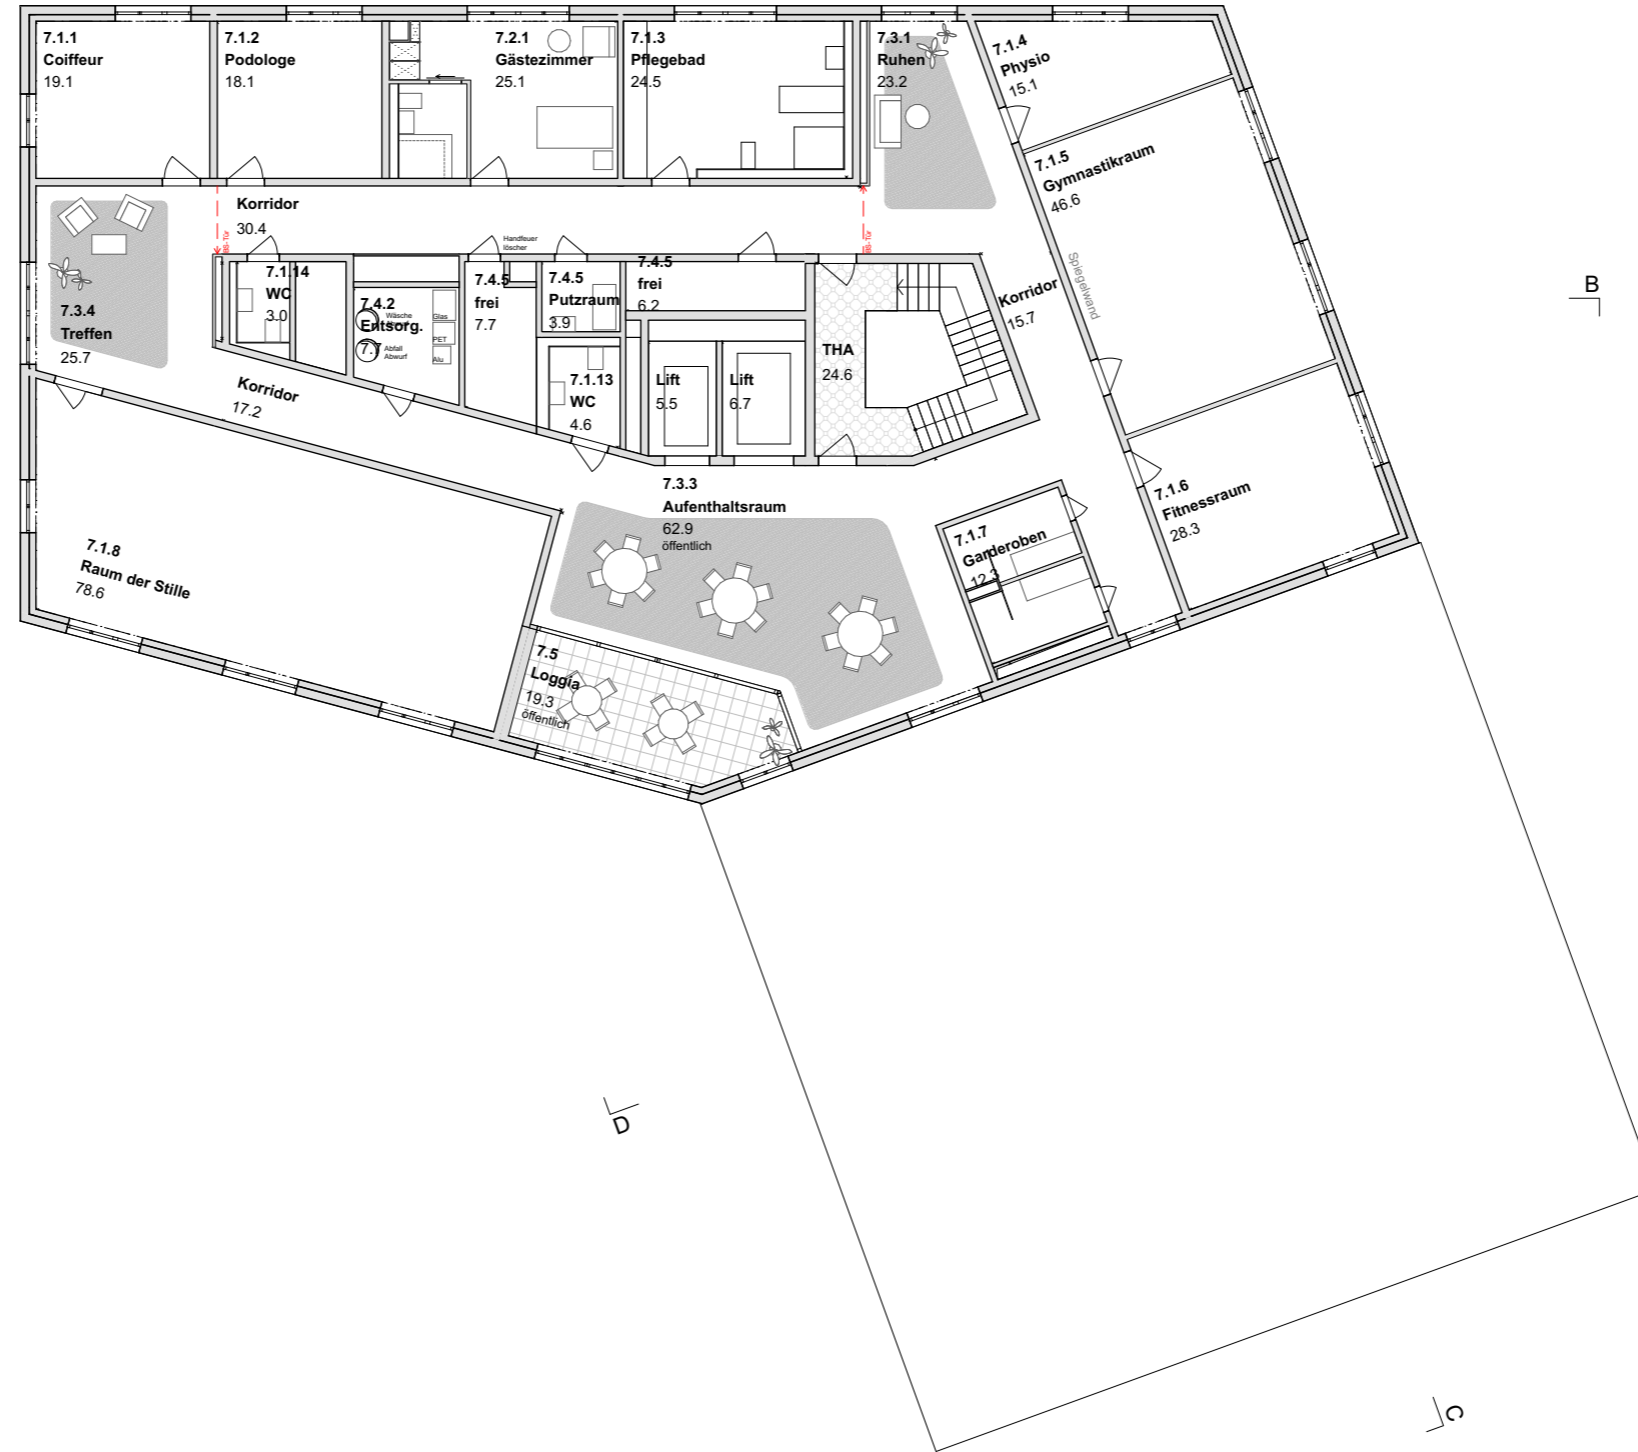 7.1.1
Coiffeur
19.1
7.1.2
Podologe
18.1
7.2.1
Gästezimmer
25.1
7.1.3
Pflegebad
24.5
7.3.1
Ruhen
23.2
7.1.4
Physio
15.1
7.1.5
Gymnastikraum
46.6
Spiegelwand
Korridor
30.4
BS-Tür
BS-Tür
Handfeuer
löscher
7.3.4
Treffen
25.7
7.1.14
WC
3.0
7.4.2
Entsorg.
7.7
Wäsche
Abfall
Abwurf
Glas
PET
Alu
7.4.5
frei
7.7
7.4.5
Putzraum
3.9
7.4.5
frei
6.2
7.1.13
WC
4.6
Lift
5.5
Lift
6.7
THA
24.6
Korridor
15.7
B
Korridor
17.2
7.3.3
Aufenthaltsraum
62.9
öffentlich
7.1.6
Fitnessraum
28.3
7.1.7
Garderoben
12.3
7.1.8
Raum der Stille
78.6
7.5
Loggia
19.3
öffentlich
D
C